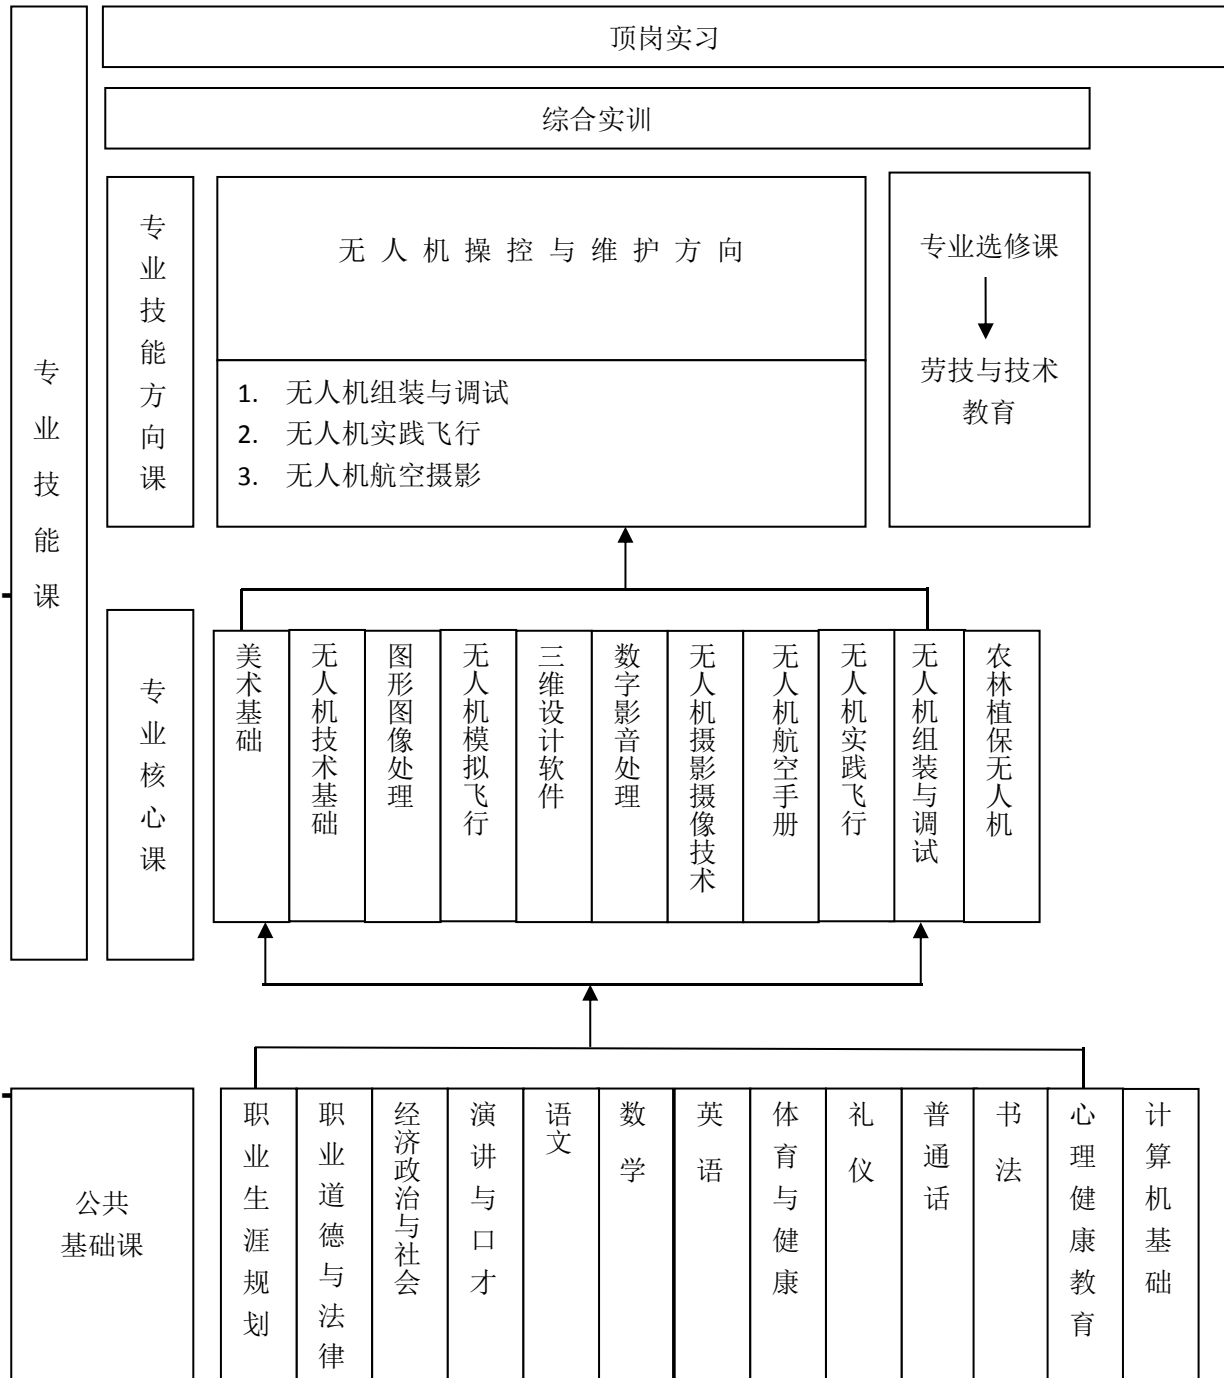 顶岗实习
综合实训
专业技能课
专业技能方向课
无人机操控与维护方向
1. 无人机组装与调试
2. 无人机实践飞行
3. 无人机航空摄影
专业选修课
劳技与技术
教育
专业核心课
美术基础
无人机技术基础
图形图像处理
无人机模拟飞行
三维设计软件
数字影音处理
无人机摄影摄像技术
无人机航空手册
无人机实践飞行
无人机组装与调试
农林植保无人机
公共
基础课
职业生涯规划
职业道德与法律
经济政治与社会
演讲与口才
语文
数学
英语
体育与健康
礼仪
普通话
书法
心理健康教育
计算机基础